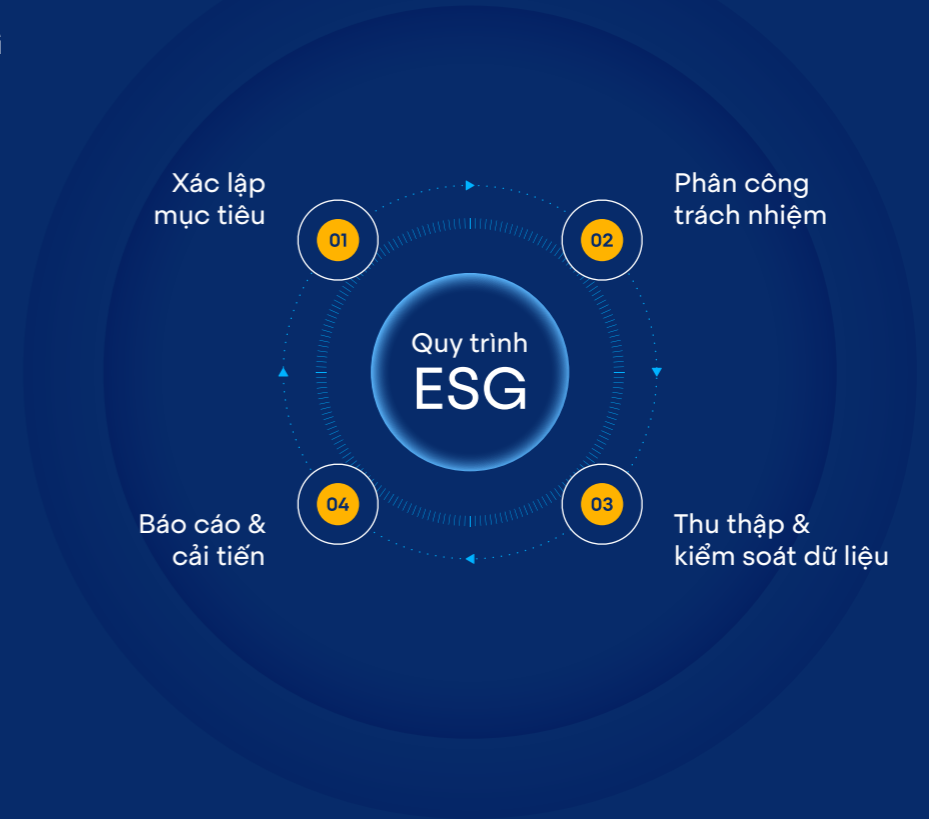 Xác lập
mục tiêu
01
Phân công
trách nhiệm
02
Quy trình
ESG
Thu thập &
kiểm soát dữ liệu
03
Báo cáo &
cải tiến
04